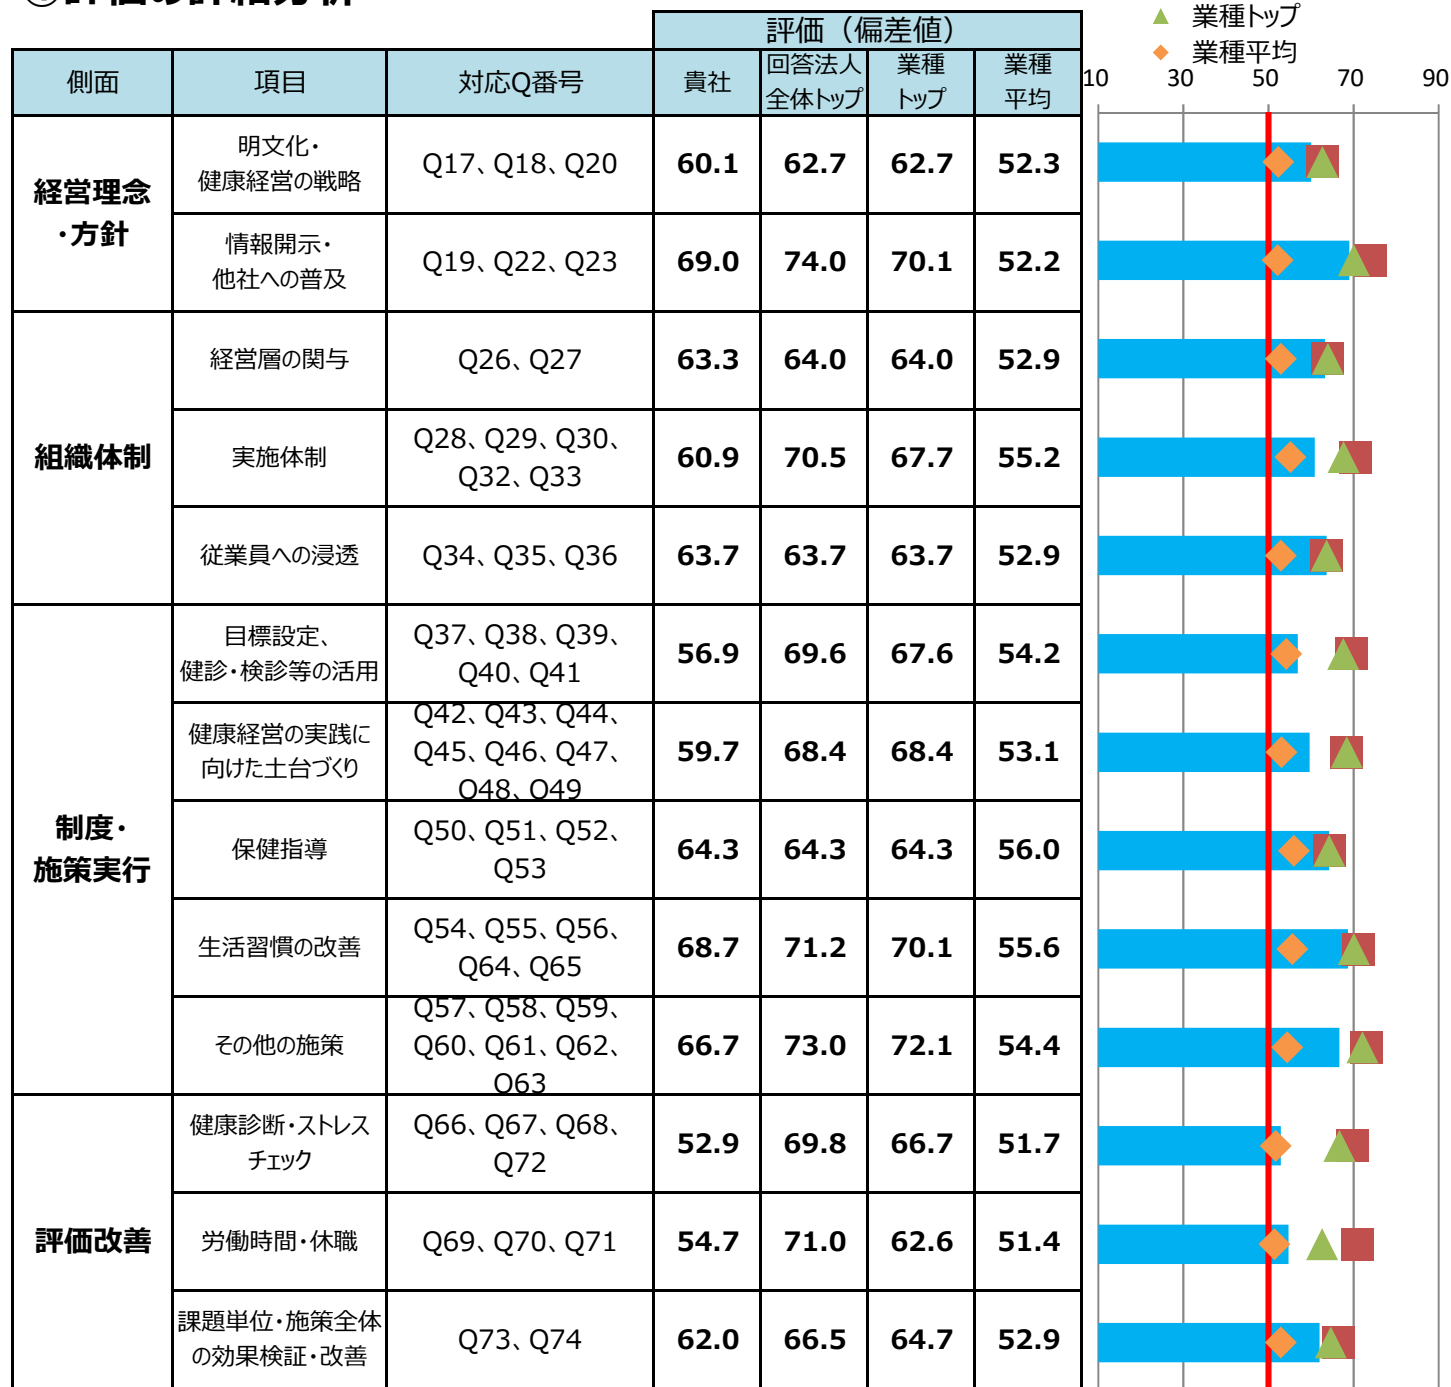 ①評価の詳細分析
▲ 業種トップ
◆ 業種平均
評価（偏差値）
側面 項目 対応Q番号 貴社 回答法人 業種 業種
全体トップ トップ 平均
10 30 50 70 90
経営理念
・方針
明文化・
健康経営の戦略
Q17、Q18、Q20 60.1 62.7 62.7 52.3
情報開示・
他社への普及
Q19、Q22、Q23 69.0 74.0 70.1 52.2
組織体制
経営層の関与 Q26、Q27 63.3 64.0 64.0 52.9
実施体制
Q28、Q29、Q30、
Q32、Q33
60.9 70.5 67.7 55.2
従業員への浸透 Q34、Q35、Q36 63.7 63.7 63.7 52.9
制度・
施策実行
目標設定、
健診・検診等の活用
Q37、Q38、Q39、
Q40、Q41
56.9 69.6 67.6 54.2
健康経営の実践に
向けた土台づくり
Q42、Q43、Q44、
Q45、Q46、Q47、
Q48、Q49
59.7 68.4 68.4 53.1
保健指導
Q50、Q51、Q52、
Q53
64.3 64.3 64.3 56.0
生活習慣の改善
Q54、Q55、Q56、
Q64、Q65
68.7 71.2 70.1 55.6
その他の施策
Q57、Q58、Q59、
Q60、Q61、Q62、
Q63
66.7 73.0 72.1 54.4
評価改善
健康診断・ストレス
チェック
Q66、Q67、Q68、
Q72
52.9 69.8 66.7 51.7
労働時間・休職 Q69、Q70、Q71 54.7 71.0 62.6 51.4
課題単位・施策全体
の効果検証・改善
Q73、Q74 62.0 66.5 64.7 52.9